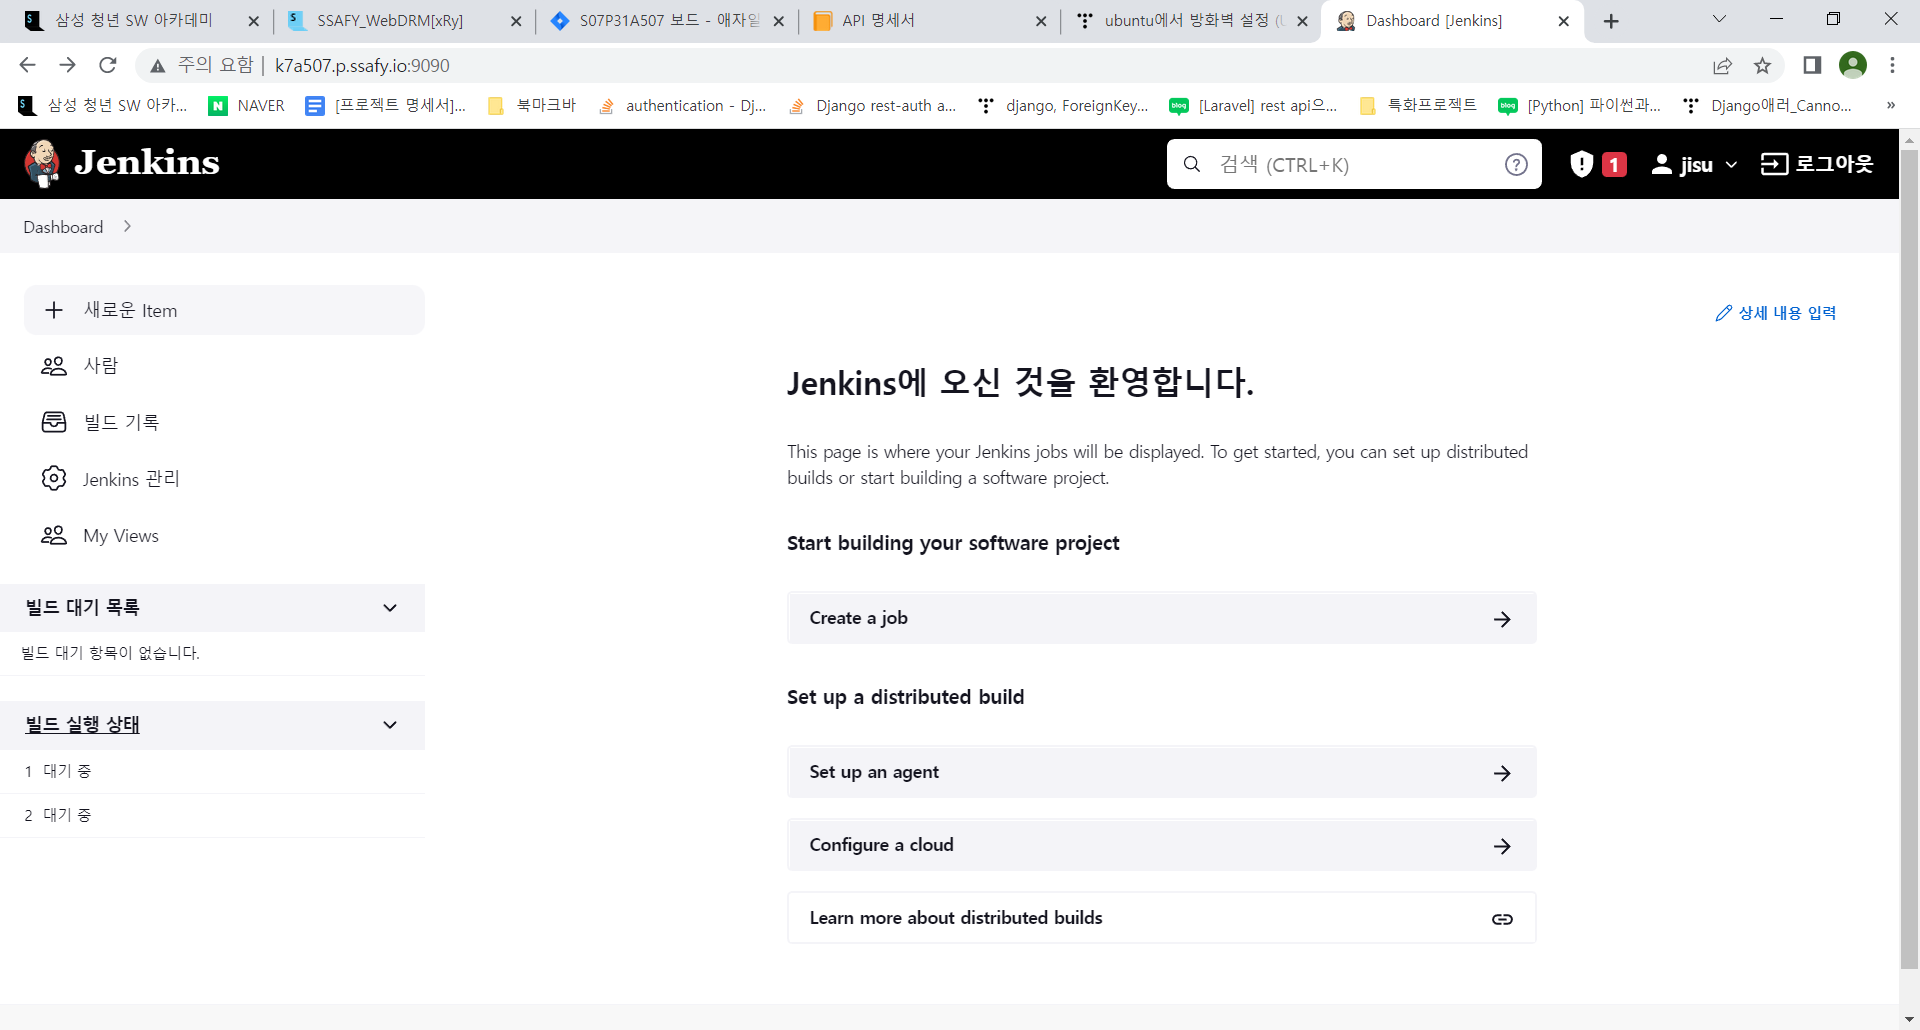 삼성 청년 SW 아카데미
SSAFY_WebDRM[xRy]
S07P31A507 보드 - 애자일
API 명세서
ubuntu에서 방화벽 설정 (U
Dashboard [Jenkins]
주의 요함 | k7a507.p.ssafy.io:9090
삼성 청년 SW 아카...
NAVER
[프로젝트 명세서]...
북마크바
authentication - Dj...
Django rest-auth a...
django, ForeignKey...
[Laravel] rest api으...
특화프로젝트
[Python] 파이썬과...
Django애러_Canno...
»
Jenkins
검색 (CTRL+K)
1
jisu
로그아웃
Dashboard
새로운 Item
사람
빌드 기록
Jenkins 관리
My Views
빌드 대기 목록
빌드 대기 항목이 없습니다.
빌드 실행 상태
1 대기 중
2 대기 중
상세 내용 입력
Jenkins에 오신 것을 환영합니다.
This page is where your Jenkins jobs will be displayed. To get started, you can set up distributed
builds or start building a software project.
Start building your software project
Create a job
Set up a distributed build
Set up an agent
Configure a cloud
Learn more about distributed builds